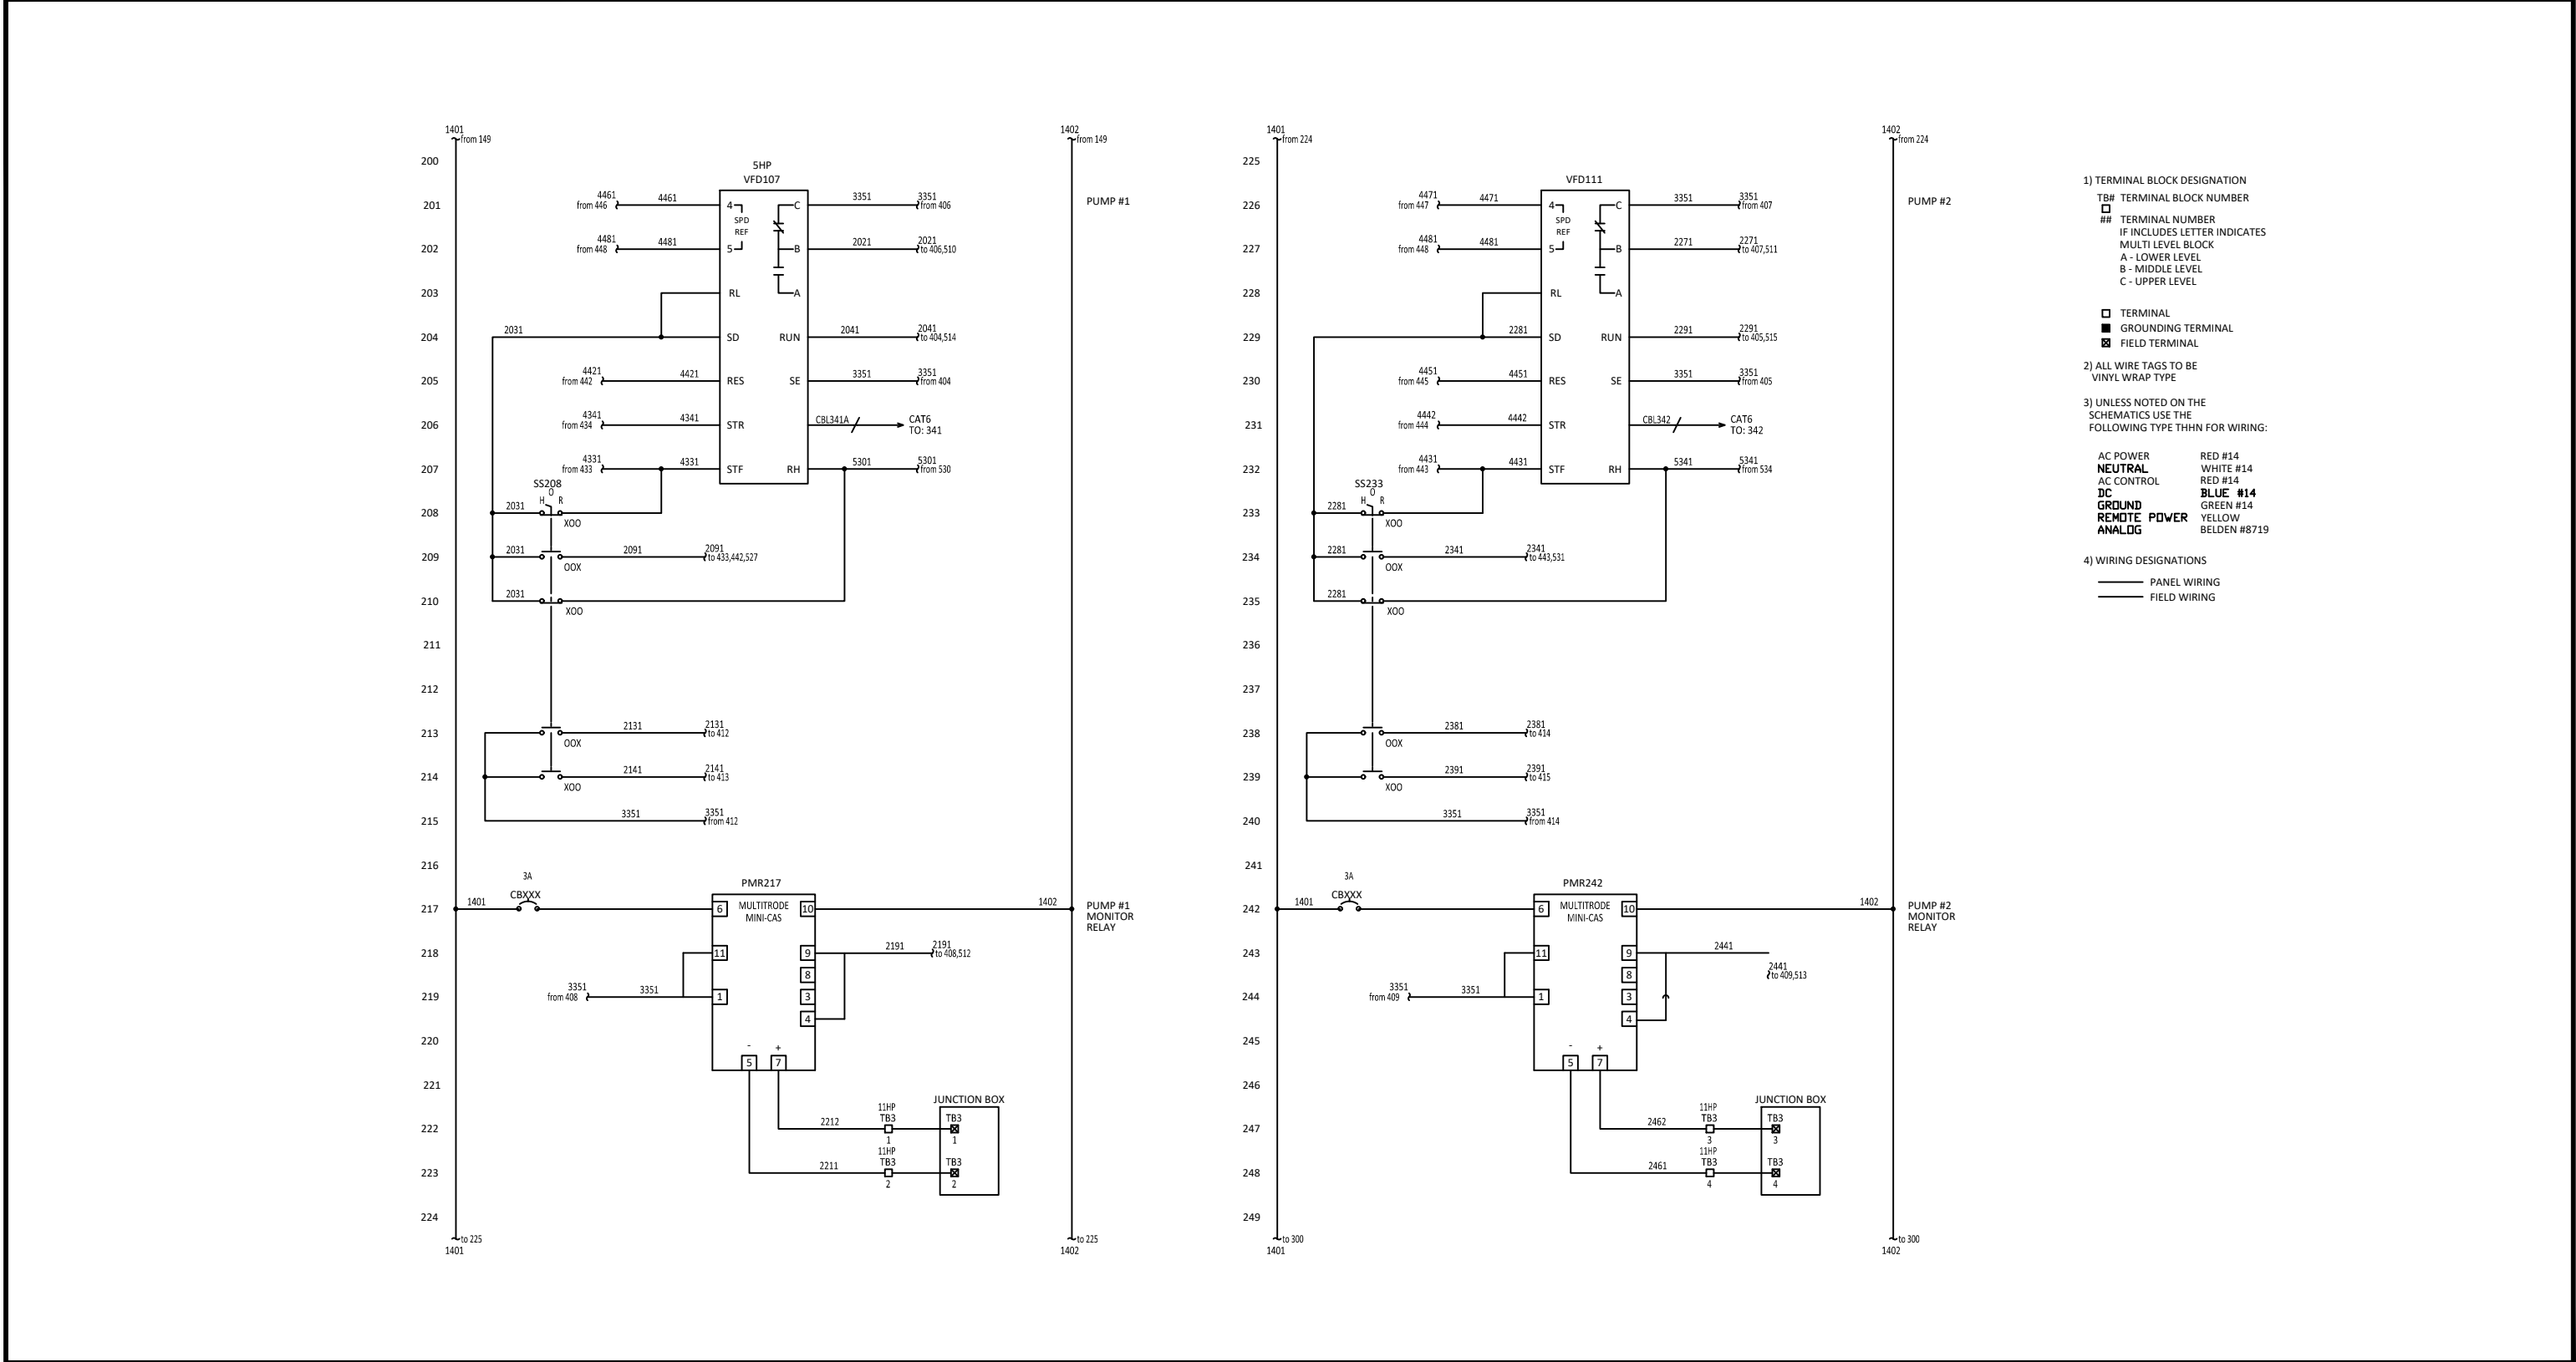 1401
from 149
1402
from 149
200
5HP
VFD107
201
4461
from 446
4461
4
SPD
REF
C
3351
3351
from 406
PUMP #1
202
4481
from 448
4481
5
B
2021
2021
to 406,510
203
RL
A
204
2031
SD
RUN
2041
2041
to 404,514
205
4421
from 442
4421
RES
SE
3351
3351
from 404
206
4341
from 434
4341
STR
CBL341A
CAT6
TO: 341
207
4331
from 433
4331
STF
RH
5301
5301
from 530
SS208
O
H R
208
2031
XOO
209
2031
2091
2091
to 433,442,527
OOX
210
2031
XOO
211
212
213
2131
2131
to 412
OOX
214
2141
2141
to 413
XOO
215
3351
3351
from 412
216
3A
CBXXX
PMR217
217
1401
6
MULTITRODE
MINI-CAS
10
1402
PUMP #1
MONITOR
RELAY
218
11
9
2191
2191
to 408,512
8
219
3351
from 408
3351
1
3
4
220
- +
5 7
221
JUNCTION BOX
222
2212
11HP
TB3
1
TB3
1
223
2211
11HP
TB3
2
TB3
2
224
to 225
1401
to 225
1402
1401
from 224
1402
from 224
225
VFD111
226
4471
from 447
4471
4
SPD
REF
C
3351
3351
from 407
PUMP #2
227
4481
from 448
4481
5
B
2271
2271
to 407,511
228
RL
A
229
2281
SD
RUN
2291
2291
to 405,515
230
4451
from 445
4451
RES
SE
3351
3351
from 405
231
4442
from 444
4442
STR
CBL342
CAT6
TO: 342
232
4431
from 443
4431
STF
RH
5341
5341
from 534
SS233
O
H R
233
2281
XOO
234
2281
2341
2341
to 443,531
OOX
235
2281
XOO
236
237
238
2381
2381
to 414
OOX
239
2391
2391
to 415
XOO
240
3351
3351
from 414
241
3A
CBXXX
PMR242
242
1401
6
MULTITRODE
MINI-CAS
10
1402
PUMP #2
MONITOR
RELAY
243
11
9
2441
2441
to 409,513
8
244
3351
from 409
3351
1
3
4
245
- +
5 7
246
JUNCTION BOX
247
2462
11HP
TB3
3
TB3
3
248
2461
11HP
TB3
4
TB3
4
249
to 300
1401
to 300
1402
1) TERMINAL BLOCK DESIGNATION
TB# TERMINAL BLOCK NUMBER
## TERMINAL NUMBER
IF INCLUDES LETTER INDICATES
MULTI LEVEL BLOCK
A - LOWER LEVEL
B - MIDDLE LEVEL
C - UPPER LEVEL
TERMINAL
GROUNDING TERMINAL
FIELD TERMINAL
2) ALL WIRE TAGS TO BE
VINYL WRAP TYPE
3) UNLESS NOTED ON THE
SCHEMATICS USE THE
FOLLOWING TYPE THHN FOR WIRING:
AC POWER RED #14
NEUTRAL WHITE #14
AC CONTROL RED #14
DC BLUE #14
GROUND GREEN #14
REMOTE POWER YELLOW
ANALOG BELDEN #8719
4) WIRING DESIGNATIONS
PANEL WIRING
FIELD WIRING